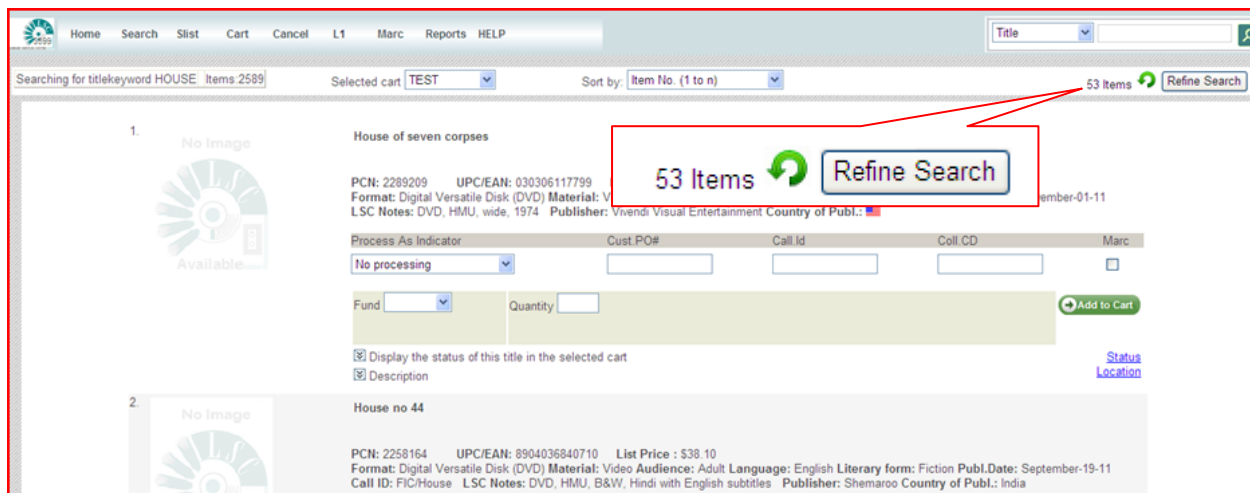 2599
Home Search Slist Cart Cancel L1 Marc Reports HELP
Title
Searching for titlekeyword HOUSE Items:2589
Selected cart TEST
Sort by: Item No. (1 to n)
53 Items Refine Search
1.
No Image
LSC
Available
House of seven corpses
53 Items Refine Search
PCN: 2289209 UPC/EAN: 030306117799
Format: Digital Versatile Disk (DVD) Material:
ember-01-11
LSC Notes: DVD, HMU, wide, 1974 Publisher: Vivendi Visual Entertainment Country of Publ.:
Process As Indicator Cust.PO# Call.Id Coll.CD Marc
No processing
Fund Quantity Add to Cart
Display the status of this title in the selected cart Status
Description Location
2.
No Image
LSC
House no 44
PCN: 2258164 UPC/EAN: 8904036840710 List Price : $38.10
Format: Digital Versatile Disk (DVD) Material: Video Audience: Adult Language: English Literary form: Fiction Publ.Date: September-19-11
Call ID: FIC/House LSC Notes: DVD, HMU, B&W, Hindi with English subtitles Publisher: Shemaroo Country of Publ.: India